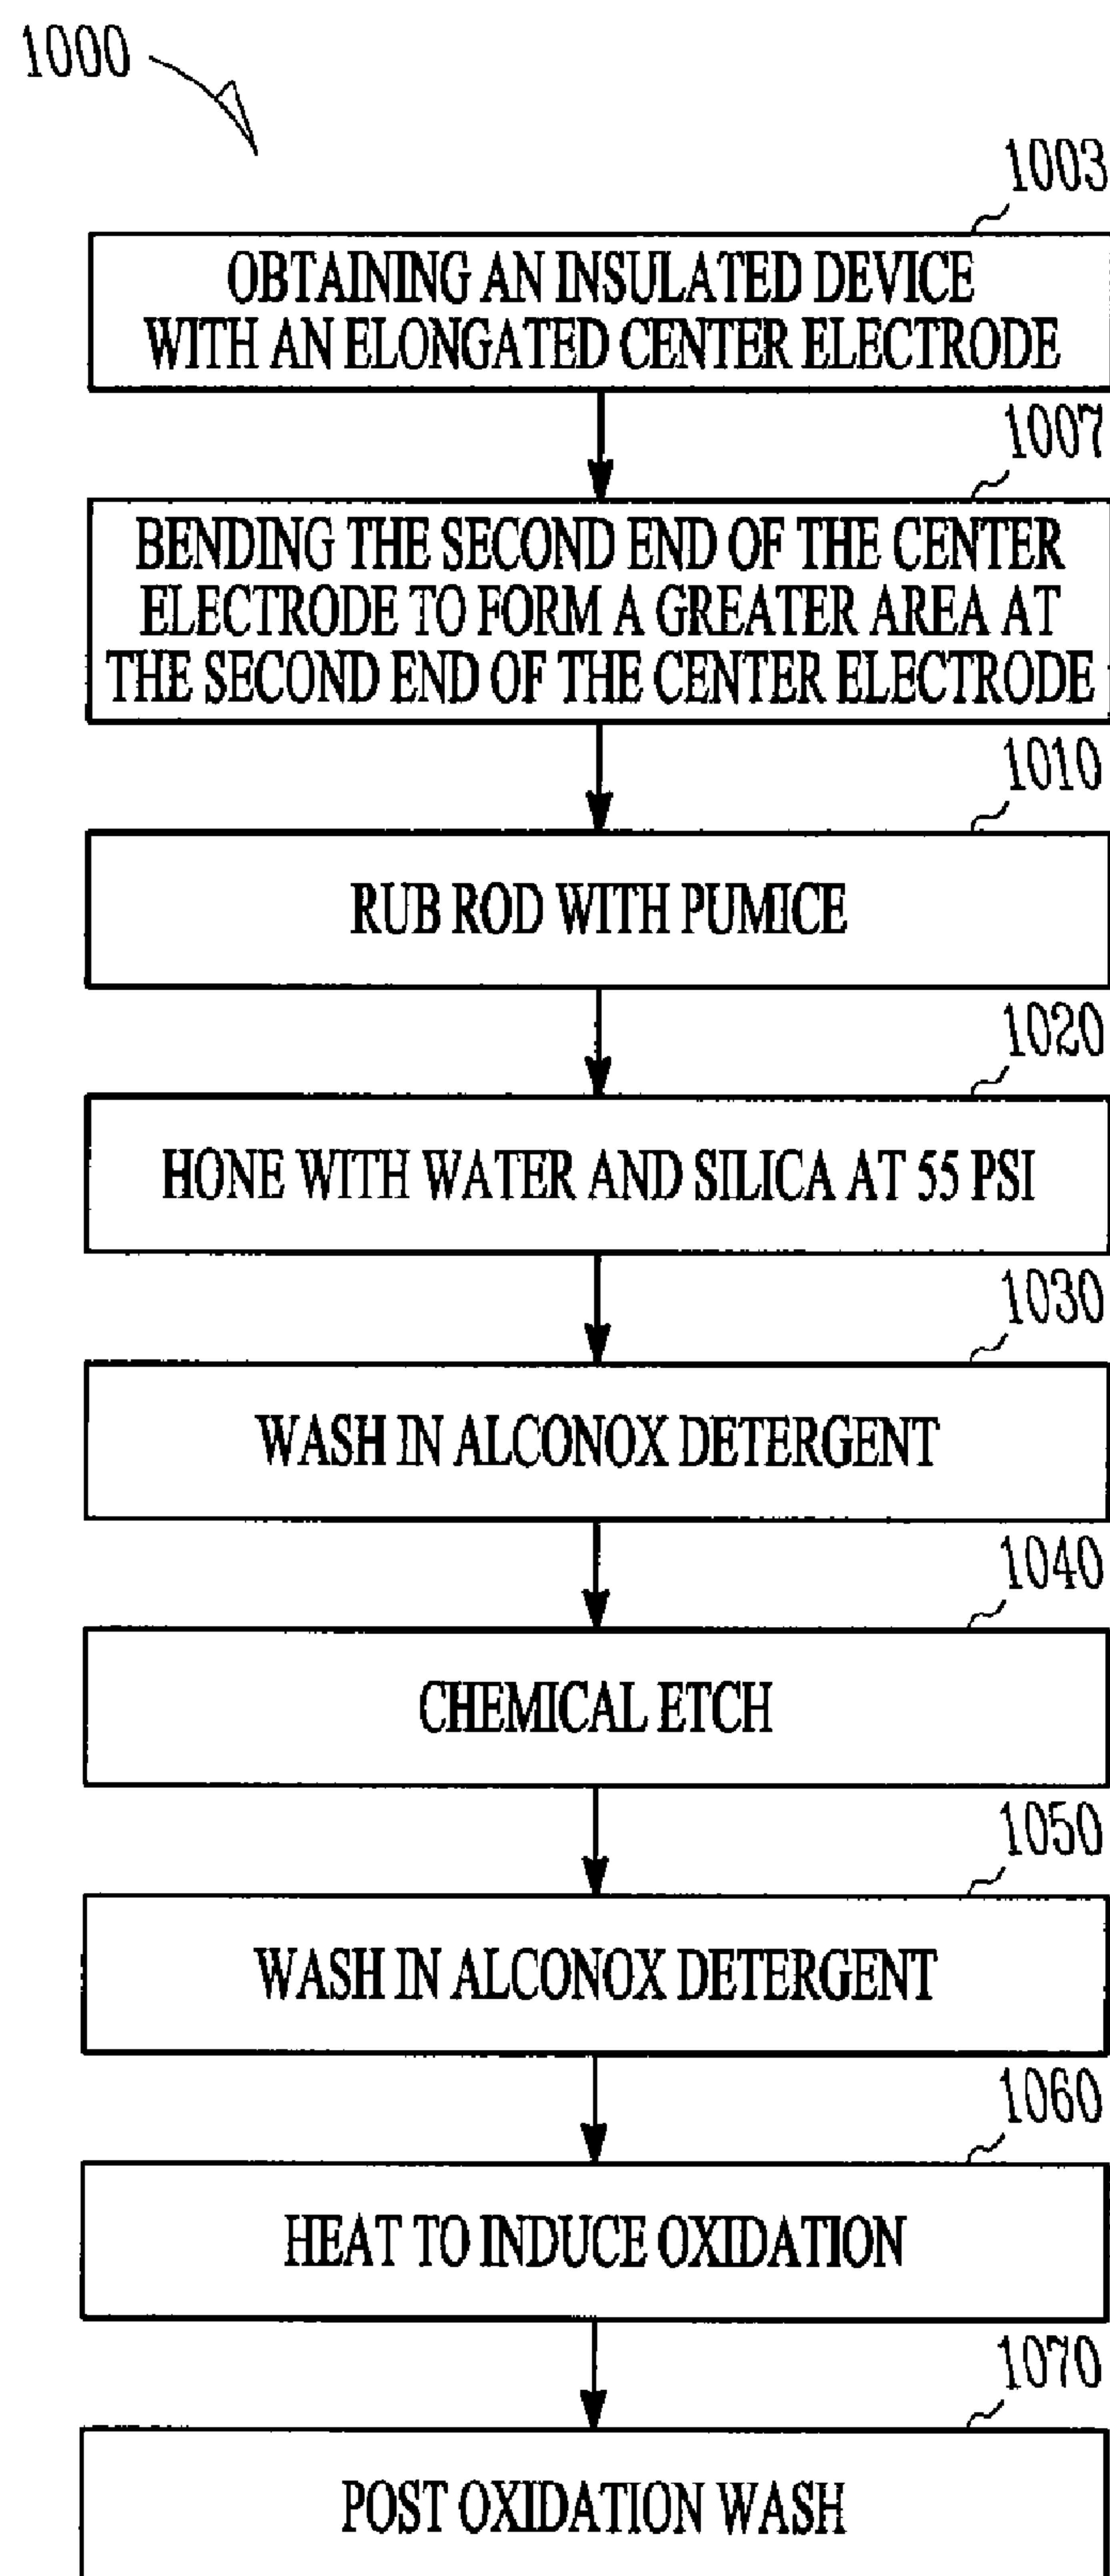 1000
1003
OBTAINING AN INSULATED DEVICE
WITH AN ELONGATED CENTER ELECTRODE
1007
BENDING THE SECOND END OF THE CENTER
ELECTRODE TO FORM A GREATER AREA AT
THE SECOND END OF THE CENTER ELECTRODE
1010
RUB ROD WITH PUMICE
1020
HONE WITH WATER AND SILICA AT 55 PSI
1030
WASH IN ALCONOX DETERGENT
1040
CHEMICAL ETCH
1050
WASH IN ALCONOX DETERGENT
1060
HEAT TO INDUCE OXIDATION
1070
POST OXIDATION WASH